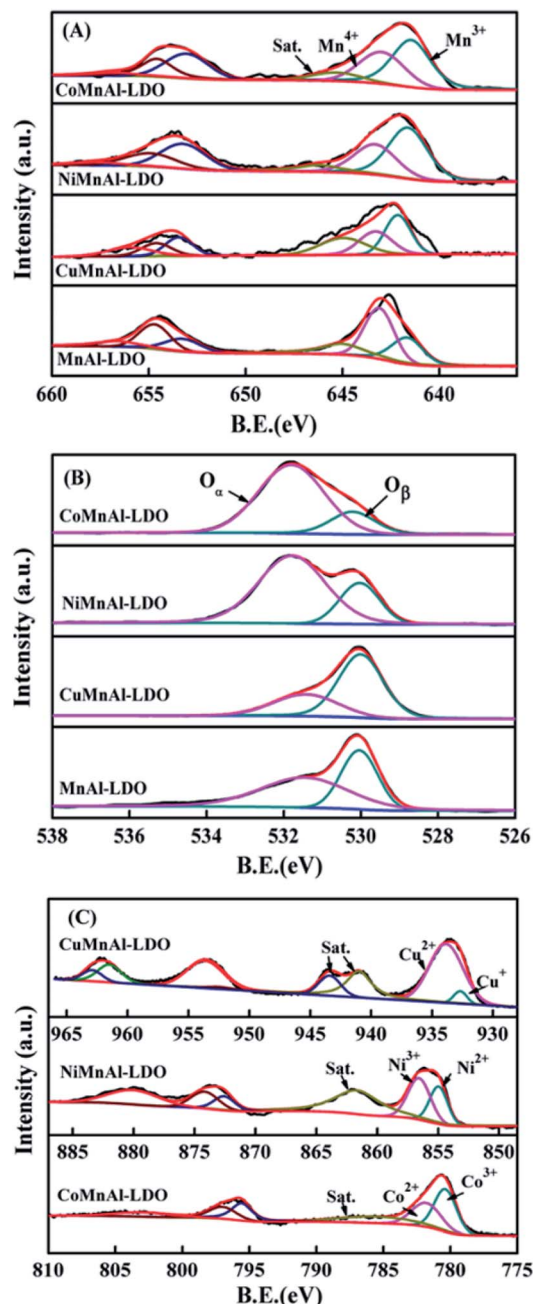 (A)
Sat. Mn4+ Mn3+
CoMnAl-LDO
NiMnAl-LDO
CuMnAl-LDO
MnAl-LDO
Intensity (a.u.)
660 655 650 645 640
B.E.(eV)
(B)
Oα Oβ
CoMnAl-LDO
NiMnAl-LDO
CuMnAl-LDO
MnAl-LDO
Intensity (a.u.)
538 536 534 532 530 528 526
B.E.(eV)
(C)
CuMnAl-LDO
Sat. Cu2+ Cu+
965 960 955 950 945 940 935 930
NiMnAl-LDO
Sat. Ni3+ Ni2+
885 880 875 870 865 860 855 850
CoMnAl-LDO
Sat. Co2+ Co3+
Intensity (a.u.)
810 805 800 795 790 785 780 775
B.E.(eV)